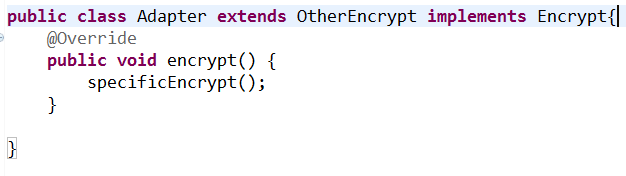 public class Adapter extends OtherEncrypt implements Encrypt{
    @Override
    public void encrypt() {
        specificEncrypt();
    }
}